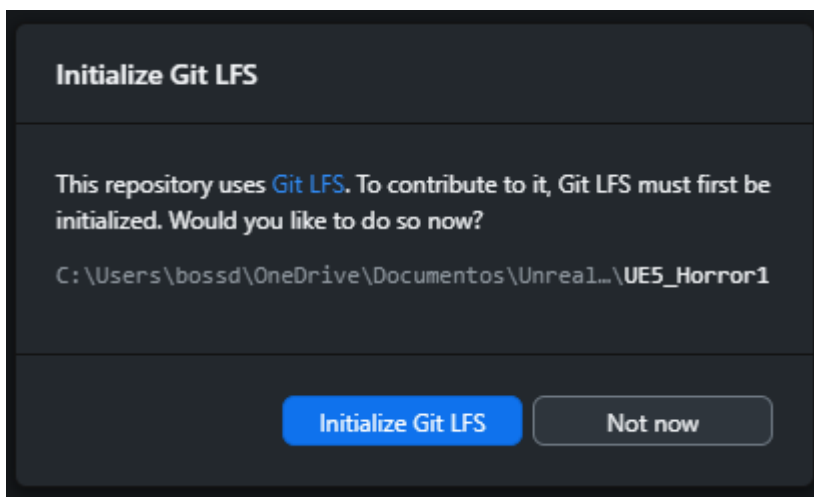 Initialize Git LFS
This repository uses Git LFS. To contribute to it, Git LFS must first be
initialized. Would you like to do so now?
C:\Users\bossd\OneDrive\Documentos\Unreal…\UE5_Horror1
Initialize Git LFS
Not now